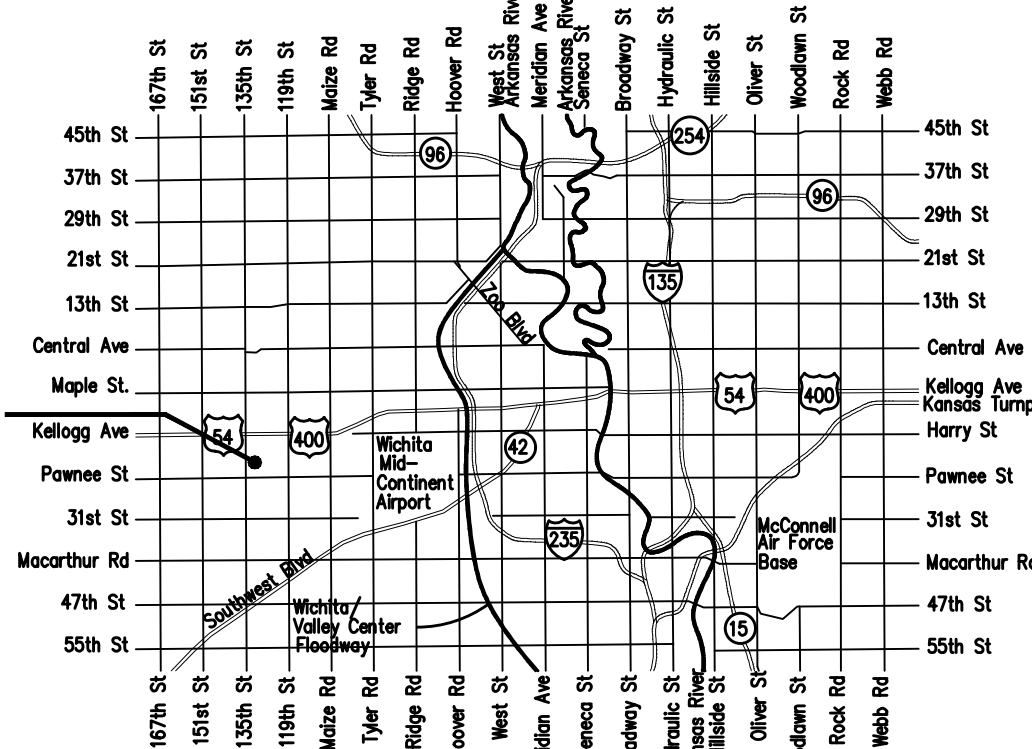 167th St
151st St
135th St
119th St
Maize Rd
Tyler Rd
Ridge Rd
Hoover Rd
West St
Arkansas River
Meridian Ave
Arkansas River
Seneca St
Broadway St
Hydraulic St
Hillside St
Oliver St
Woodlawn St
Rock Rd
Webb Rd
45th St
96
254
45th St
37th St
37th St
96
29th St
29th St
21st St
21st St
135
13th St
Zoo Blvd
13th St
Central Ave
Central Ave
Maple St.
54
400
Kellogg Ave
Kansas Turnp
Kellogg Ave
54
400
Harry St
Wichita
Mid-
Continent
Airport
42
Pawnee St
Pawnee St
31st St
31st St
235
McConnell
Air Force
Base
Macarthur Rd
Macarthur Rd
Southwest Blvd
47th St
Wichita/
Valley Center
Floodway
47th St
15
55th St
55th St
167th St
151st St
135th St
119th St
Maize Rd
Tyler Rd
Ridge Rd
oover Rd
West St
idian Ave
eneca St
adway St
draulic St
nsas River
illside St
Oliver St
odlawn St
Rock Rd
Webb Rd